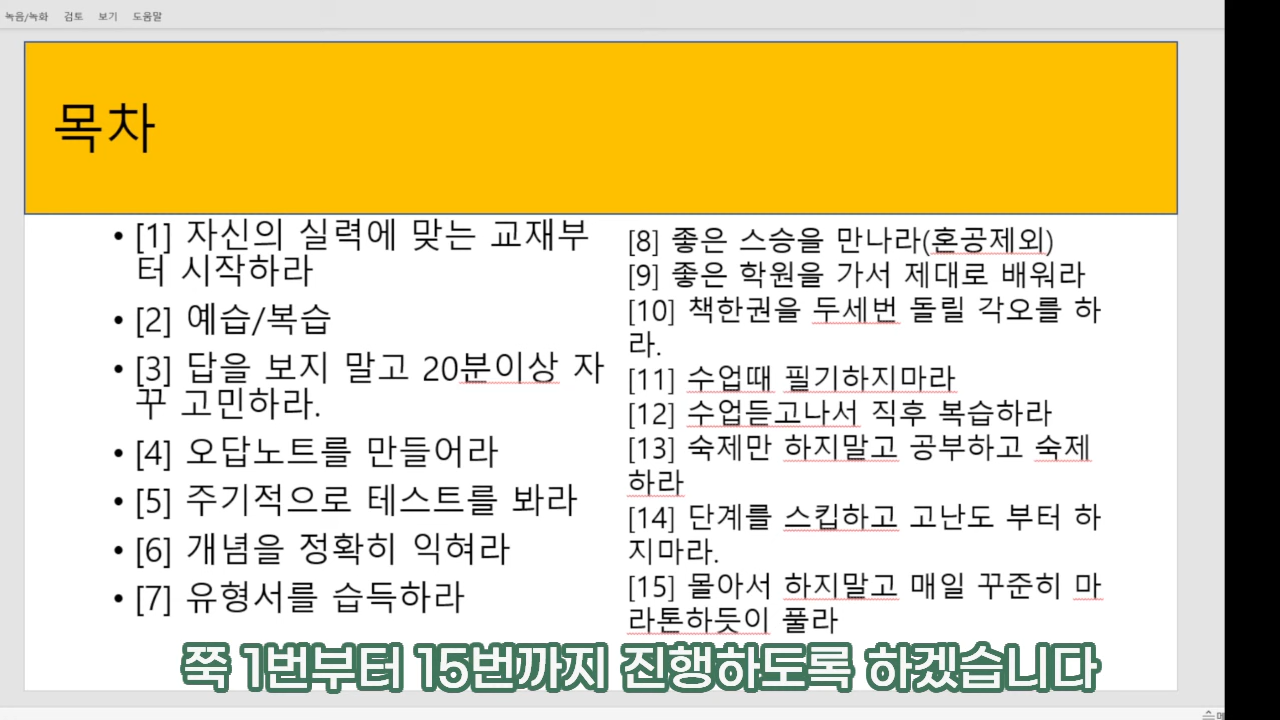 녹음/녹화 검토 보기 도움말
목차
• [1] 자신의 실력에 맞는 교재부
터 시작하라
• [2] 예습/복습
• [3] 답을 보지 말고 20분이상 자
꾸 고민하라.
• [4] 오답노트를 만들어라
• [5] 주기적으로 테스트를 봐라
• [6] 개념을 정확히 익혀라
• [7] 유형서를 습득하라
[8] 좋은 스승을 만나라(혼공제외)
[9] 좋은 학원을 가서 제대로 배워라
[10] 책한권을 두세번 돌릴 각오를 하
라.
[11] 수업때 필기하지마라
[12] 수업듣고나서 직후 복습하라
[13] 숙제만 하지말고 공부하고 숙제
하라
[14] 단계를 스킵하고 고난도 부터 하
지마라.
[15] 몰아서 하지말고 매일 꾸준히 마
라톤하듯이 풀라
쭉 1번부터 15번까지 진행하도록 하겠습니다